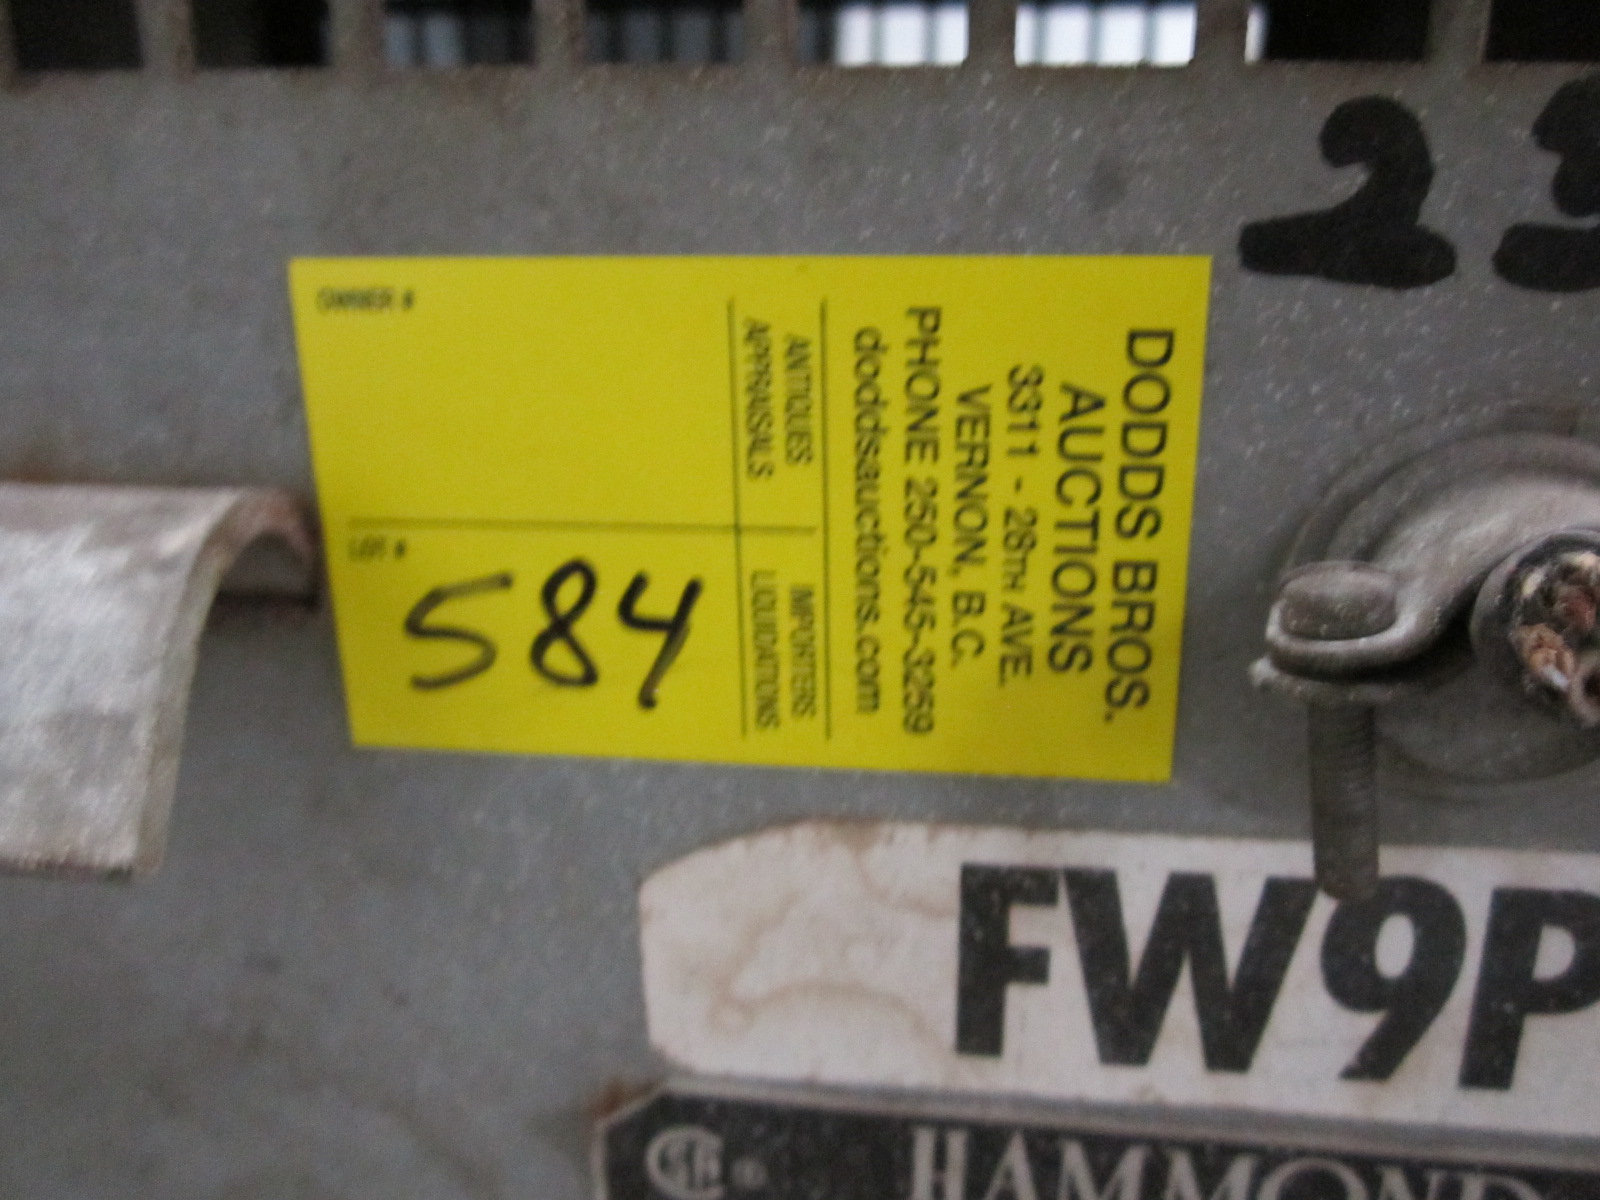 DODDS BROS.
AUCTIONS
3311 - 28TH AVE.
VERNON, B.C.
PHONE 250-545-3259
doddsauctions.com
ANTIQUES
APPRAISALS
IMPORTERS
LIQUIDATIONS
OWNER #
LOT #
584
FW9P
HAMMOND